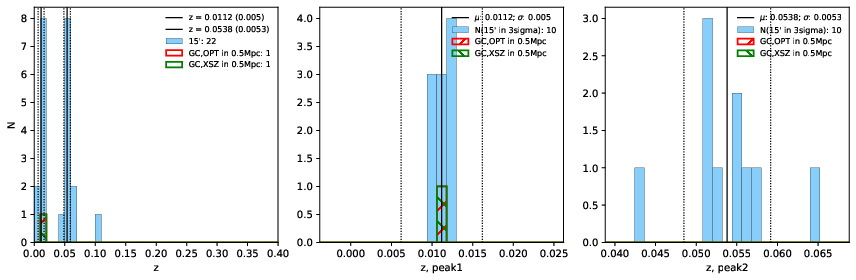 z = 0.0112 (0.005)
z = 0.0538 (0.0053)
15': 22
GC,OPT in 0.5Mpc: 1
GC,XSZ in 0.5Mpc: 1
N
8
7
6
5
4
3
2
1
0
0.00 0.05 0.10 0.15 0.20 0.25 0.30 0.35 0.40
z
μ: 0.0112; σ: 0.005
N(15' in 3sigma): 10
GC,OPT in 0.5Mpc
GC,XSZ in 0.5Mpc
4.0
3.5
3.0
2.5
2.0
1.5
1.0
0.5
0.0
0.000 0.005 0.010 0.015 0.020 0.025
z, peak1
μ: 0.0538; σ: 0.0053
N(15' in 3sigma): 10
GC,OPT in 0.5Mpc
GC,XSZ in 0.5Mpc
3.0
2.5
2.0
1.5
1.0
0.5
0.0
0.040 0.045 0.050 0.055 0.060 0.065
z, peak2